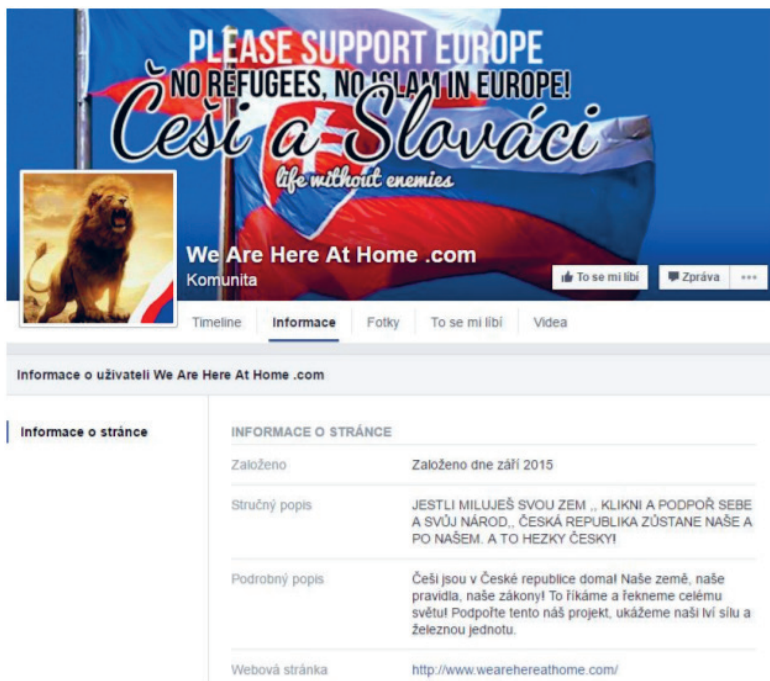 PLEASE SUPPORT EUROPE
NO REFUGEES, NO ISLAM IN EUROPE!
Češi a Slováci
life without enemies
We Are Here At Home .com
Komunita
To se mi líbí
Zpráva
Timeline
Informace
Fotky
To se mi líbí
Videa
Informace o uživateli We Are Here At Home .com
Informace o stránce
INFORMACE O STRÁNCE
Založeno
Založeno dne září 2015
Stručný popis
JESTLI MILUJEŠ SVOU ZEM ,, KLIKNI A PODPOŘ SEBE
A SVŮJ NÁROD,, ČESKÁ REPUBLIKA ZŮSTANE NAŠE A
PO NAŠEM. A TO HEZKY ČESKY!
Podrobný popis
Češi jsou v České republice doma! Naše země, naše
pravidla, naše zákony! To říkáme a řekneme celému
světu! Podpořte tento náš projekt, ukážeme naši lví sílu a
železnou jednotu.
Webová stránka
http://www.wearehereathome.com/